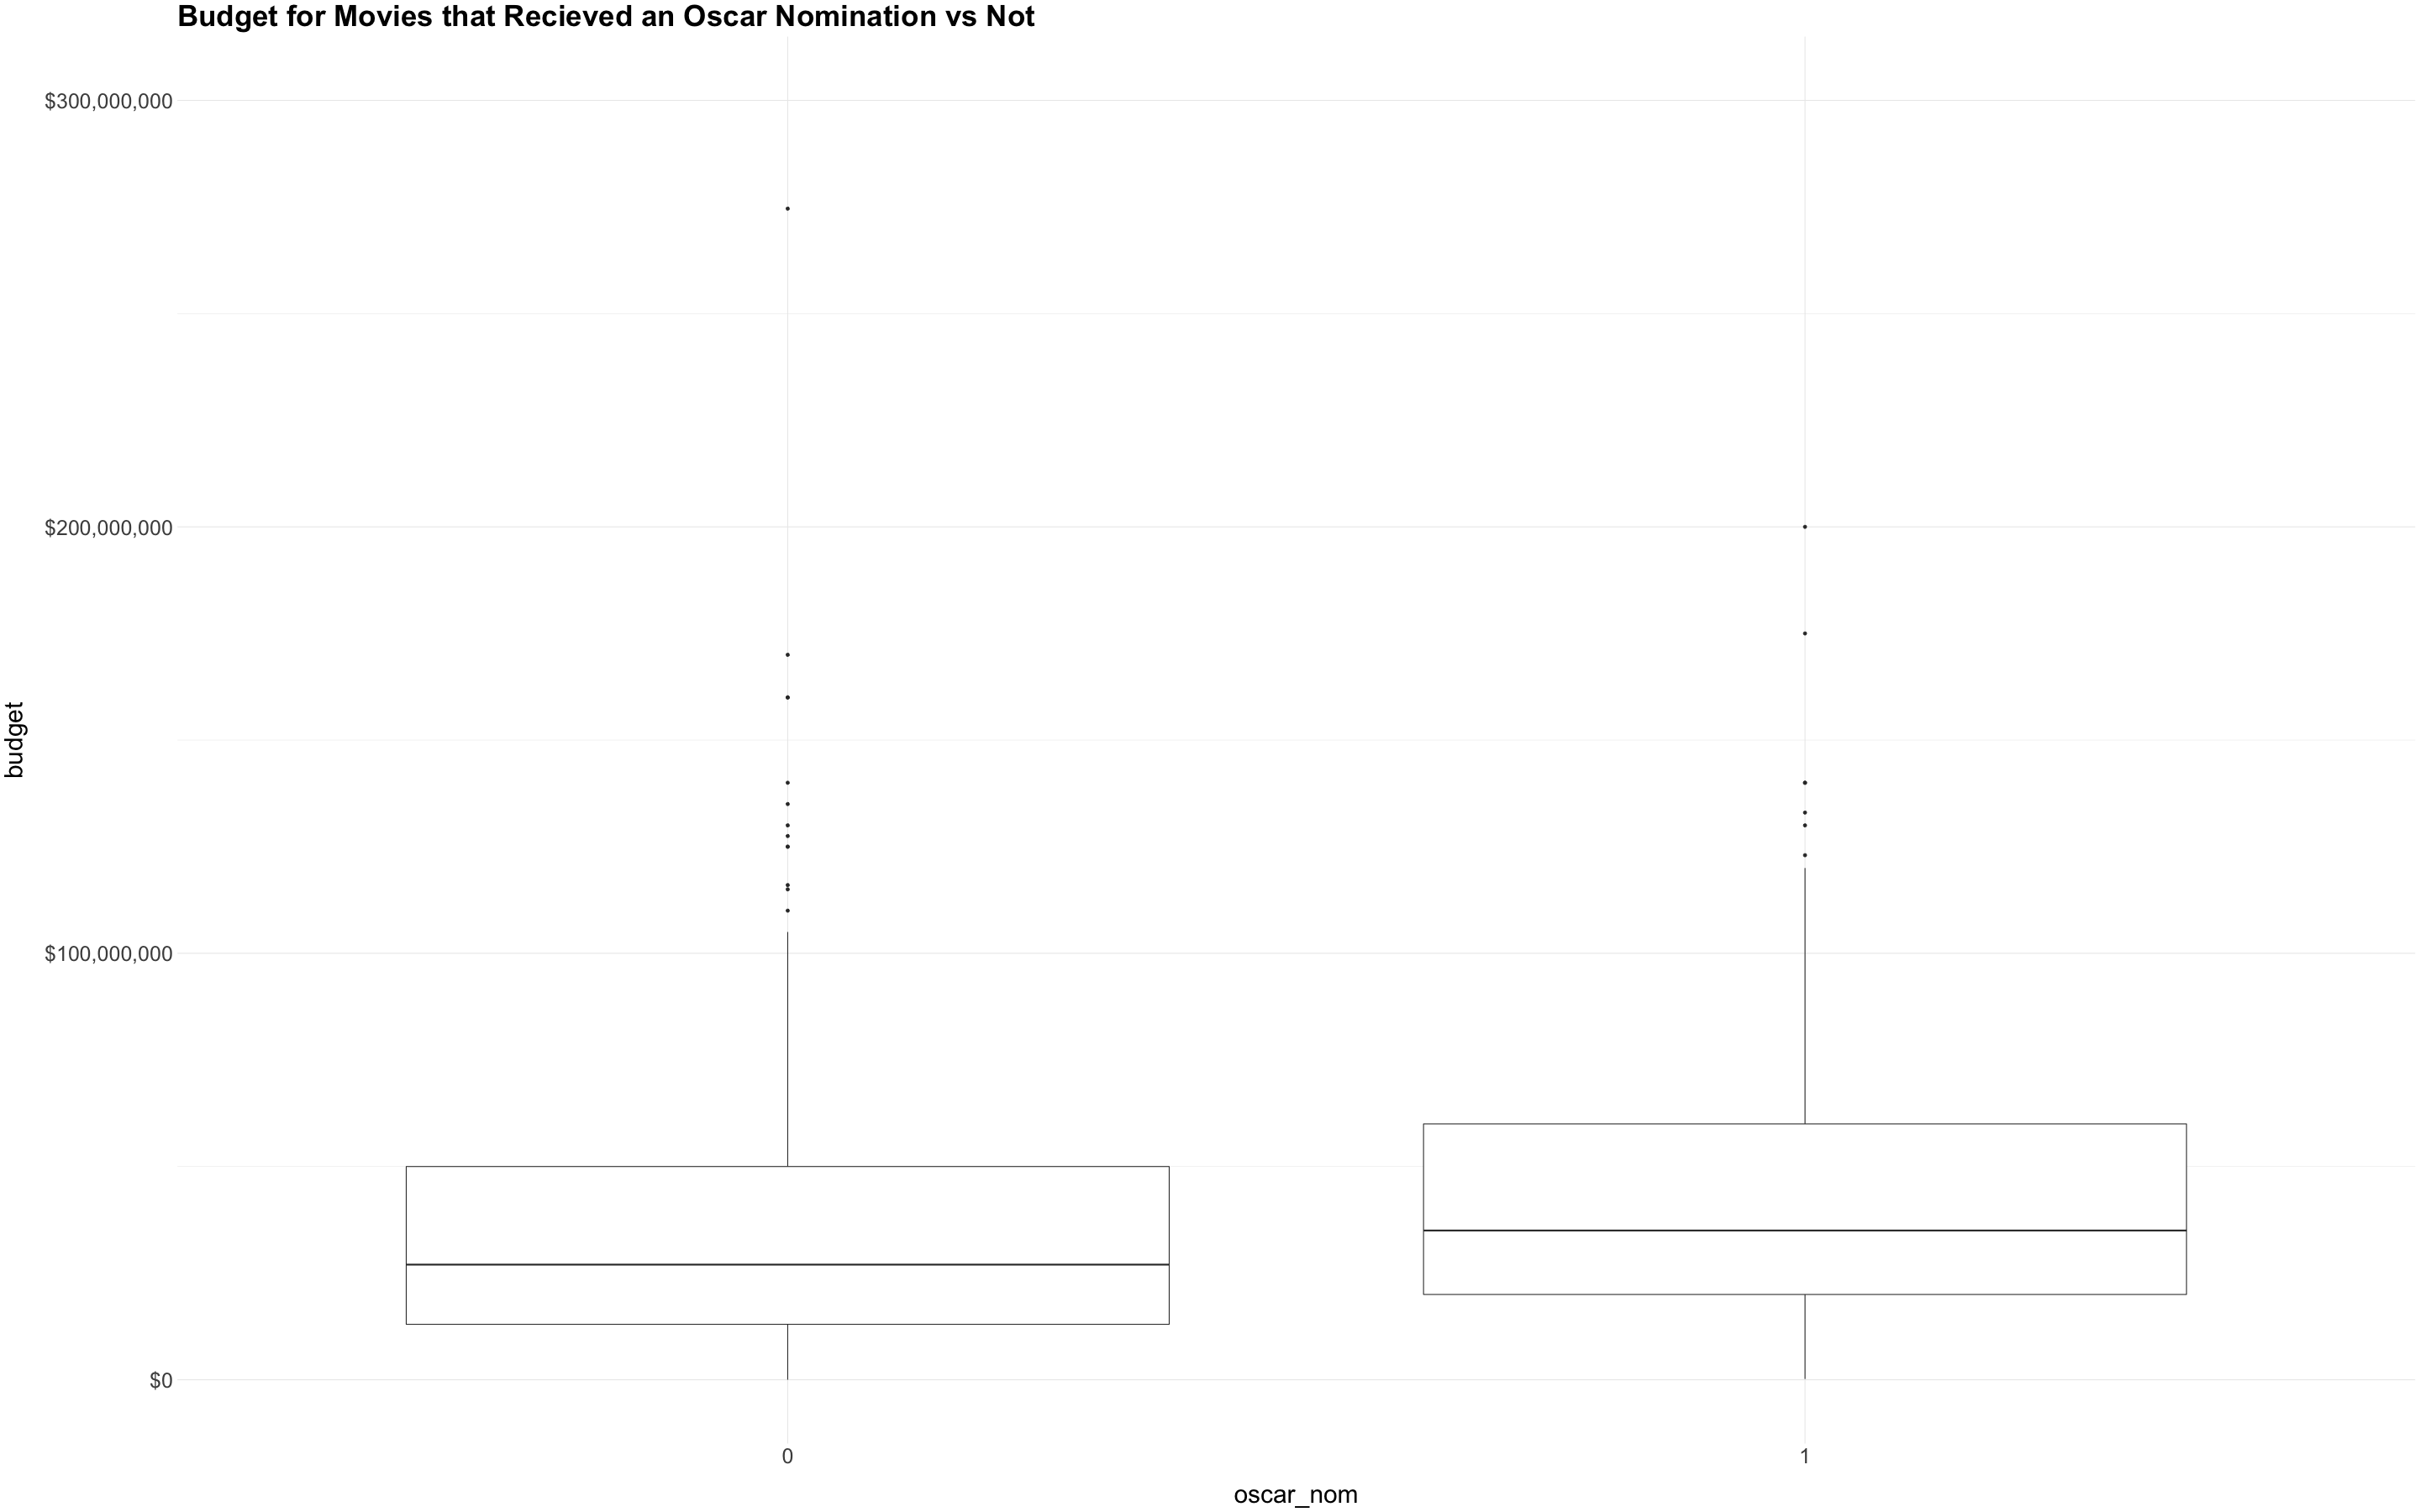 Budget for Movies that Recieved an Oscar Nomination vs Not
$300,000,000
$200,000,000
$100,000,000
$0
budget
0
1
oscar_nom